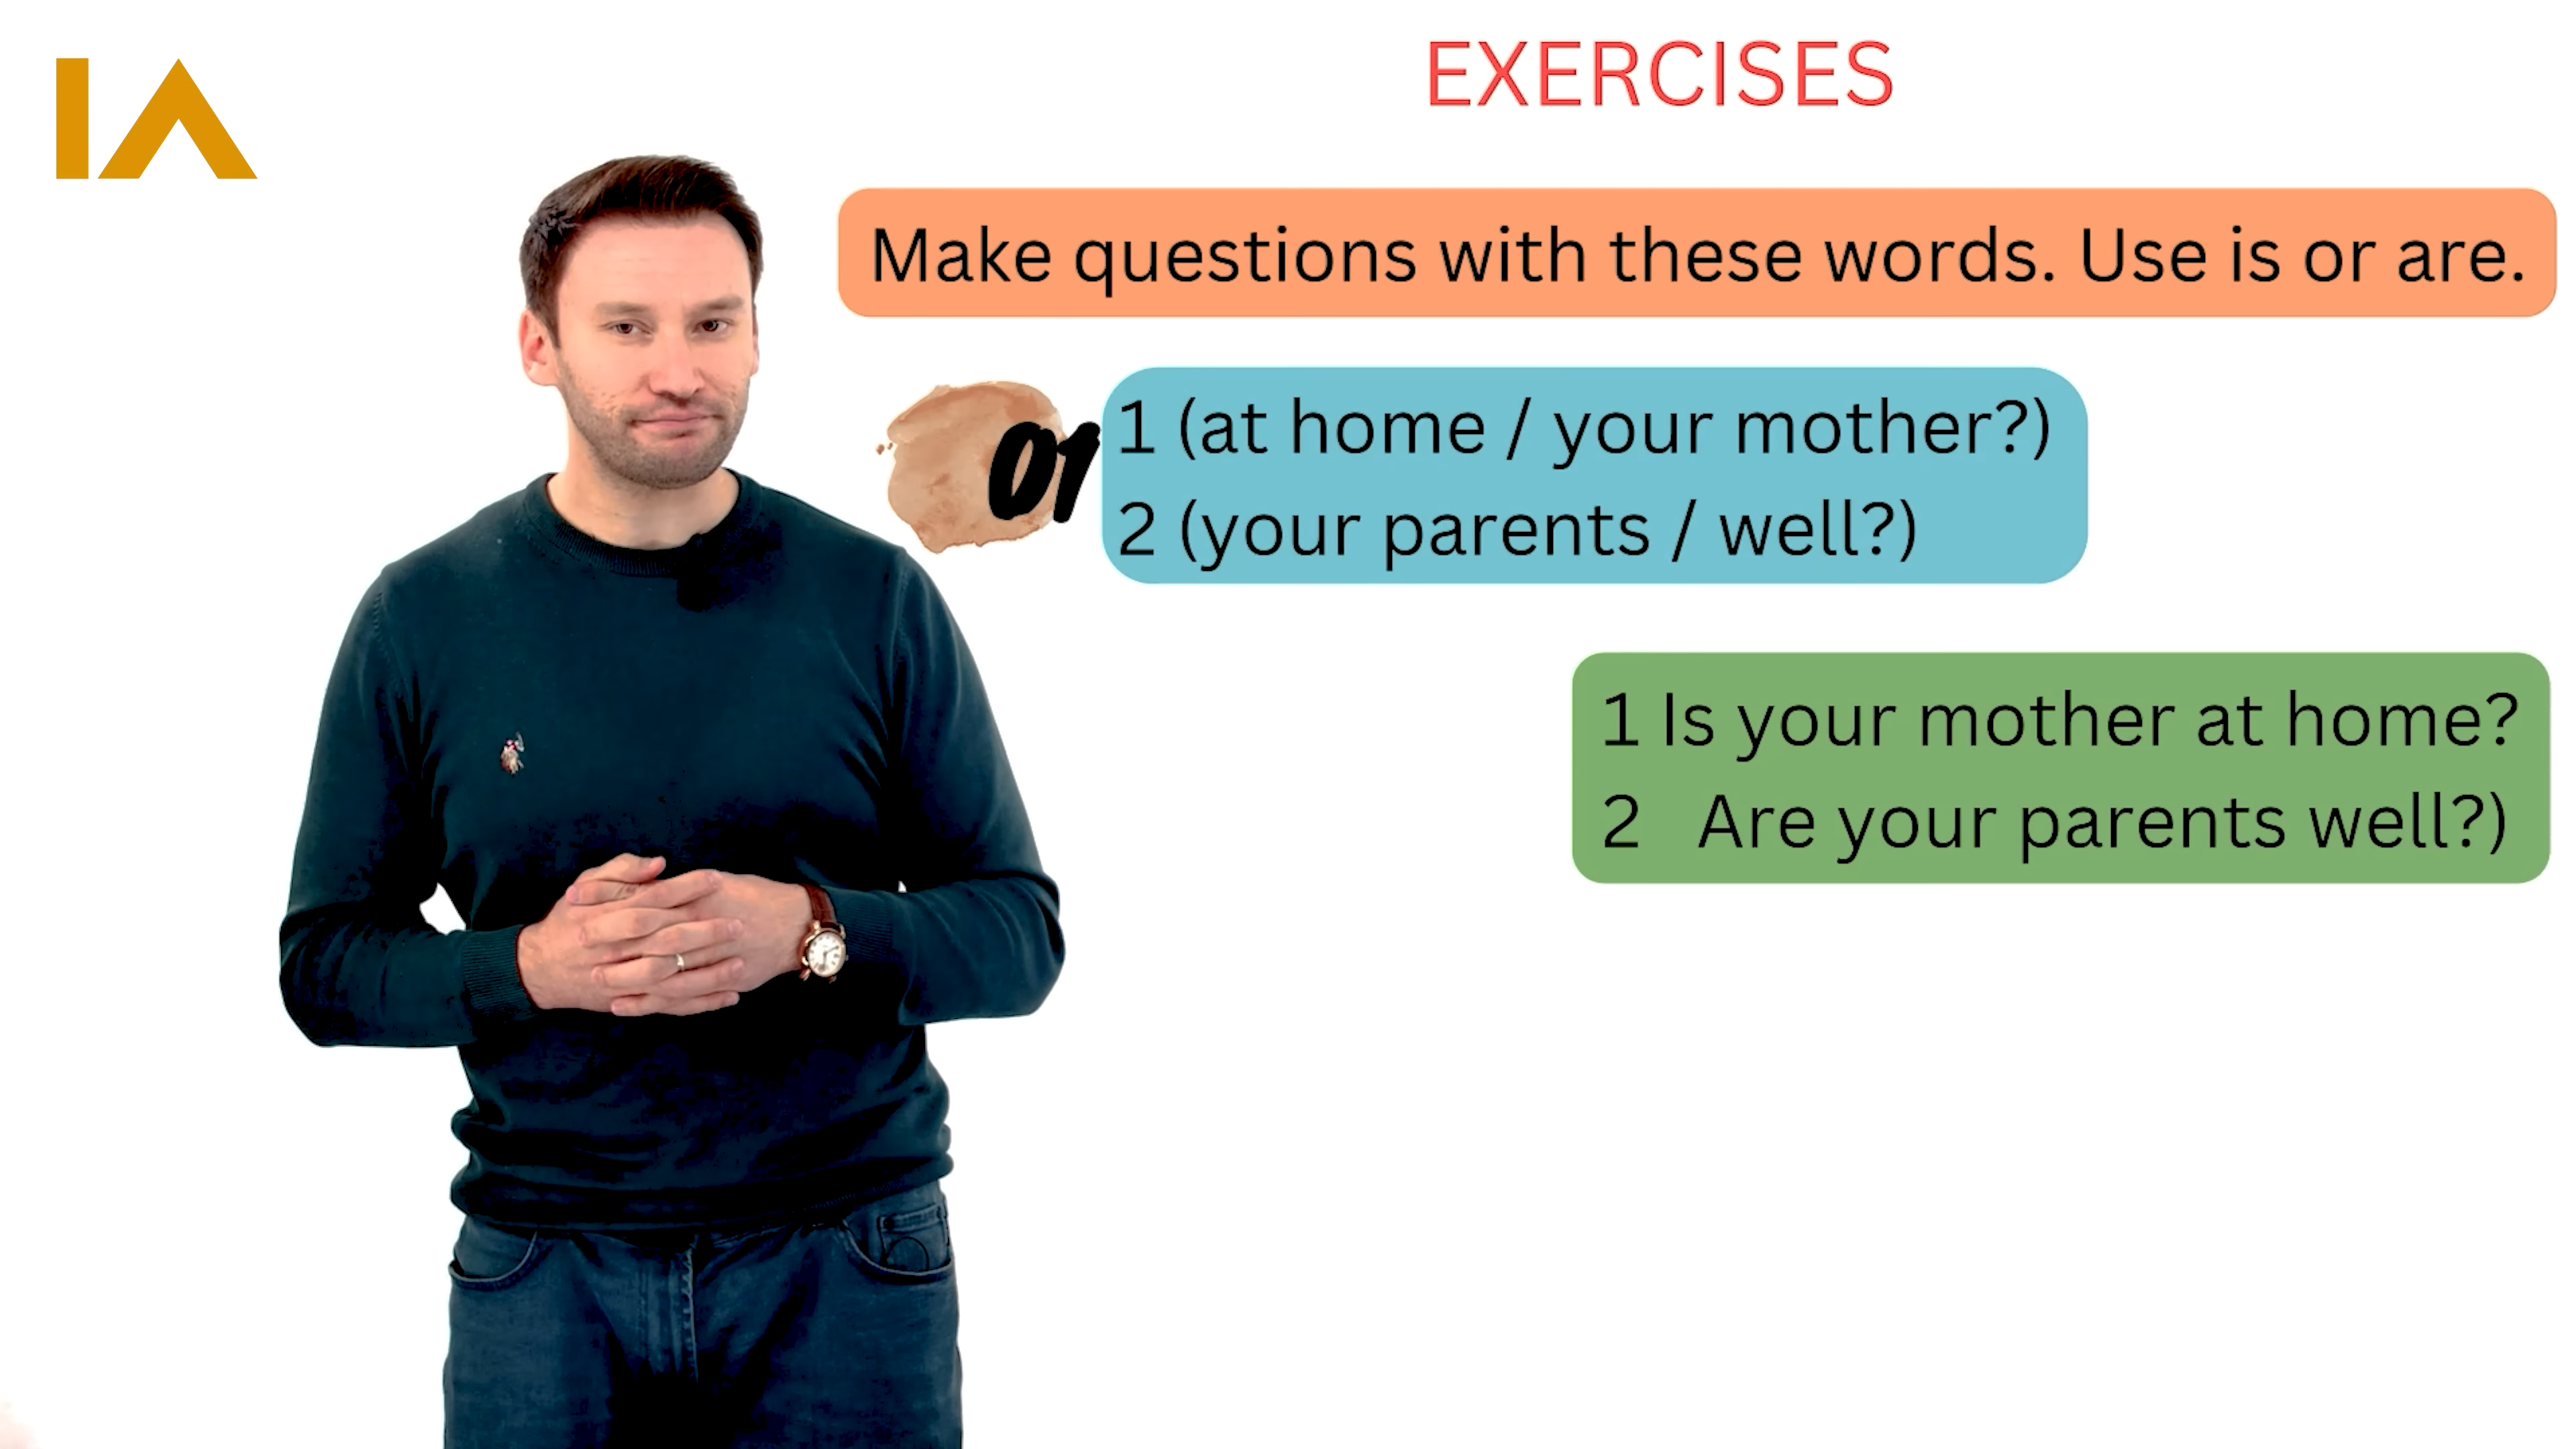 IA
EXERCISES
Make questions with these words. Use is or are.
01
1 (at home / your mother?)
2 (your parents / well?)
1 Is your mother at home?
2 Are your parents well?)